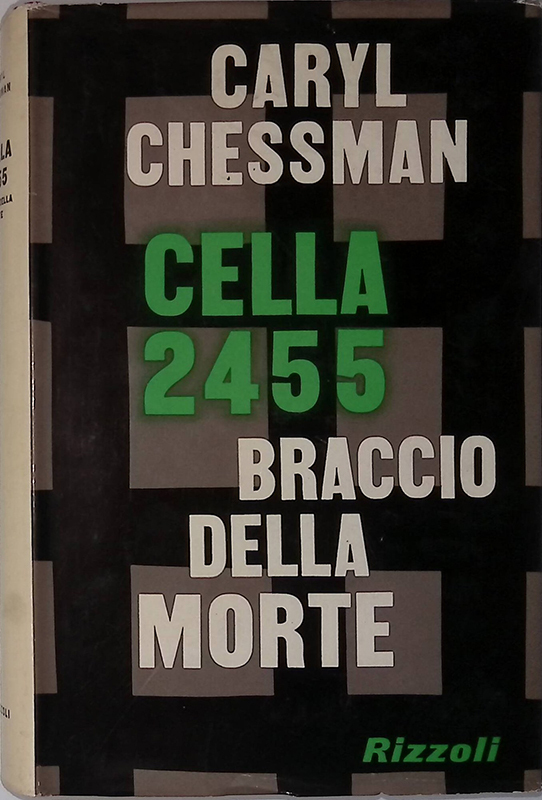 CARYL
CHESSMAN
CELLA
2455
BRACCIO
DELLA
MORTE
Rizzoli